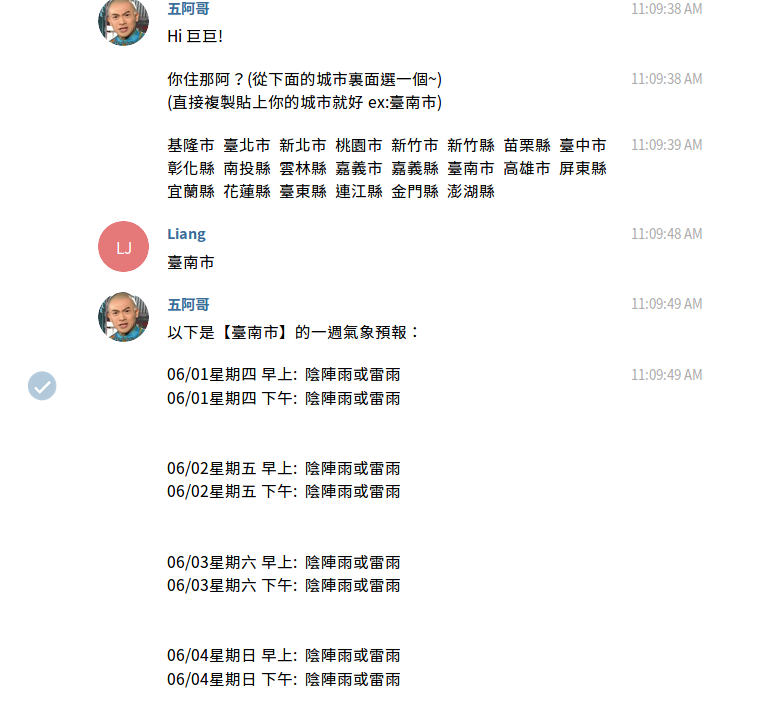 五阿哥 11:09:38 AM
Hi 巨巨!
你住那阿？(從下面的城市裏面選一個~) 11:09:38 AM
(直接複製貼上你的城市就好 ex:臺南市)
基隆市 臺北市 新北市 桃園市 新竹市 新竹縣 苗栗縣 臺中市 11:09:39 AM
彰化縣 南投縣 雲林縣 嘉義市 嘉義縣 臺南市 高雄市 屏東縣
宜蘭縣 花蓮縣 臺東縣 連江縣 金門縣 澎湖縣
Liang 11:09:48 AM
LJ
臺南市
五阿哥 11:09:49 AM
以下是【臺南市】的一週氣象預報：
06/01星期四 早上: 陰陣雨或雷雨 11:09:49 AM
06/01星期四 下午: 陰陣雨或雷雨
06/02星期五 早上: 陰陣雨或雷雨
06/02星期五 下午: 陰陣雨或雷雨
06/03星期六 早上: 陰陣雨或雷雨
06/03星期六 下午: 陰陣雨或雷雨
06/04星期日 早上: 陰陣雨或雷雨
06/04星期日 下午: 陰陣雨或雷雨